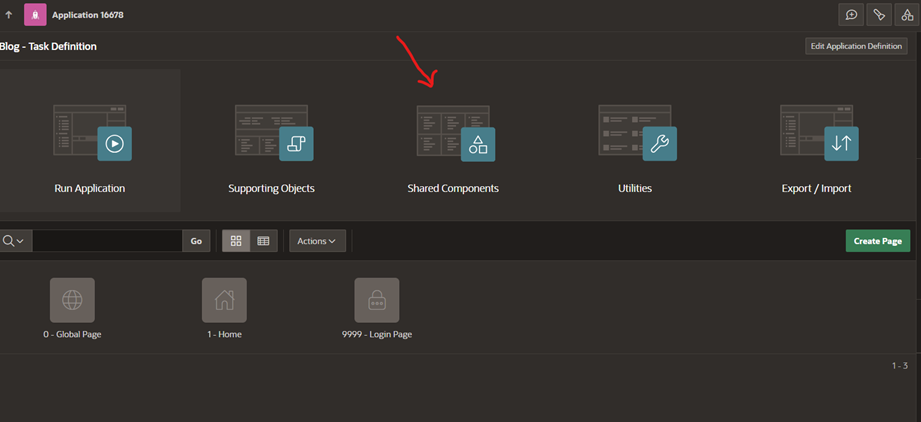 Application 16678
Blog - Task Definition
Edit Application Definition
Run Application
Supporting Objects
Shared Components
Utilities
Export / Import
Go
Actions
Create Page
0 - Global Page
1 - Home
9999 - Login Page
1 - 3